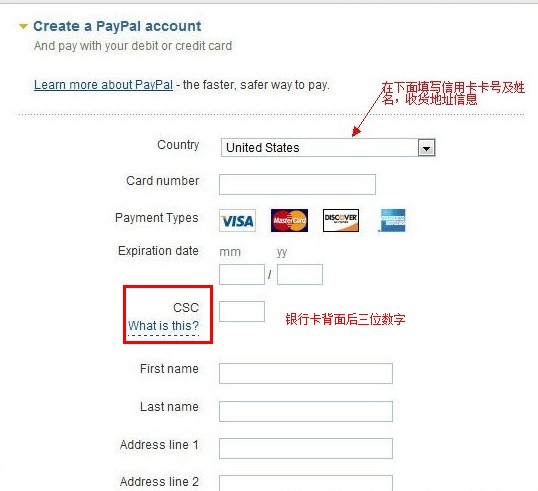 Create a PayPal account
And pay with your debit or credit card
Learn more about PayPal - the faster, safer way to pay.
在下面填写信用卡卡号及姓
名，收货地址信息
Country
United States
Card number
Payment Types
VISA
MasterCard
DISCOVER
Expiration date
mm
yy
/
CSC
What is this?
银行卡背面后三位数字
First name
Last name
Address line 1
Address line 2